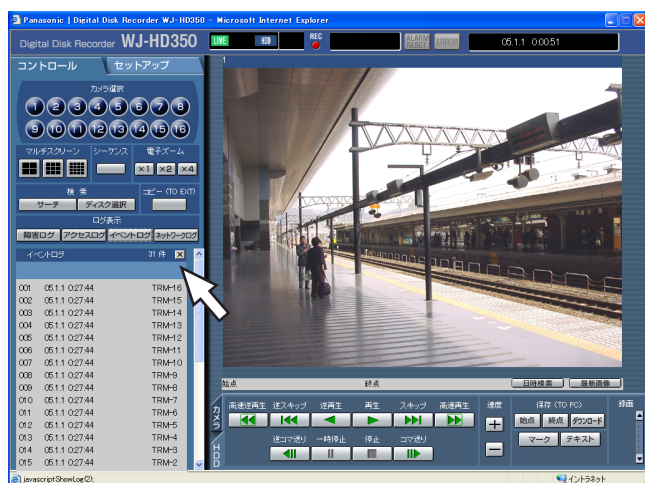 Panasonic | Digital Disk Recorder WJ-HD350 - Microsoft Internet Explorer
Digital Disk Recorder WJ-HD350
LIVE HDD REC ALARM RESET ERROR 05.1.1 0:00:51
コントロール セットアップ
カメラ選択
1 2 3 4 5 6 7 8
9 10 11 12 13 14 15 16
マルチスクリーン シーケンス 電子ズーム
×1 ×2 ×4
検 索 コピー (TO EXT)
サーチ ディスク選択
ログ表示
障害ログ アクセスログ イベントログ ネットワークログ
イベントログ 31 件
001 05.1.1 0:27:44 TRM-16
002 05.1.1 0:27:44 TRM-15
003 05.1.1 0:27:44 TRM-14
004 05.1.1 0:27:44 TRM-13
005 05.1.1 0:27:44 TRM-12
006 05.1.1 0:27:44 TRM-11
007 05.1.1 0:27:44 TRM-10
008 05.1.1 0:27:44 TRM-9
009 05.1.1 0:27:44 TRM-8
010 05.1.1 0:27:44 TRM-7
011 05.1.1 0:27:44 TRM-6
012 05.1.1 0:27:44 TRM-5
013 05.1.1 0:27:44 TRM-4
014 05.1.1 0:27:44 TRM-3
015 05.1.1 0:27:44 TRM-2
1
始点 終点 日時検索 最新画像
カメラ
HDD
高速逆再生 逆スキップ 逆再生 再生 スキップ 高速再生
逆コマ送り 一時停止 停止 コマ送り
速度
保存 (TO PC)
始点 終点 ダウンロード
マーク テキスト
録画
javascript:ShowLog(2);
イントラネット